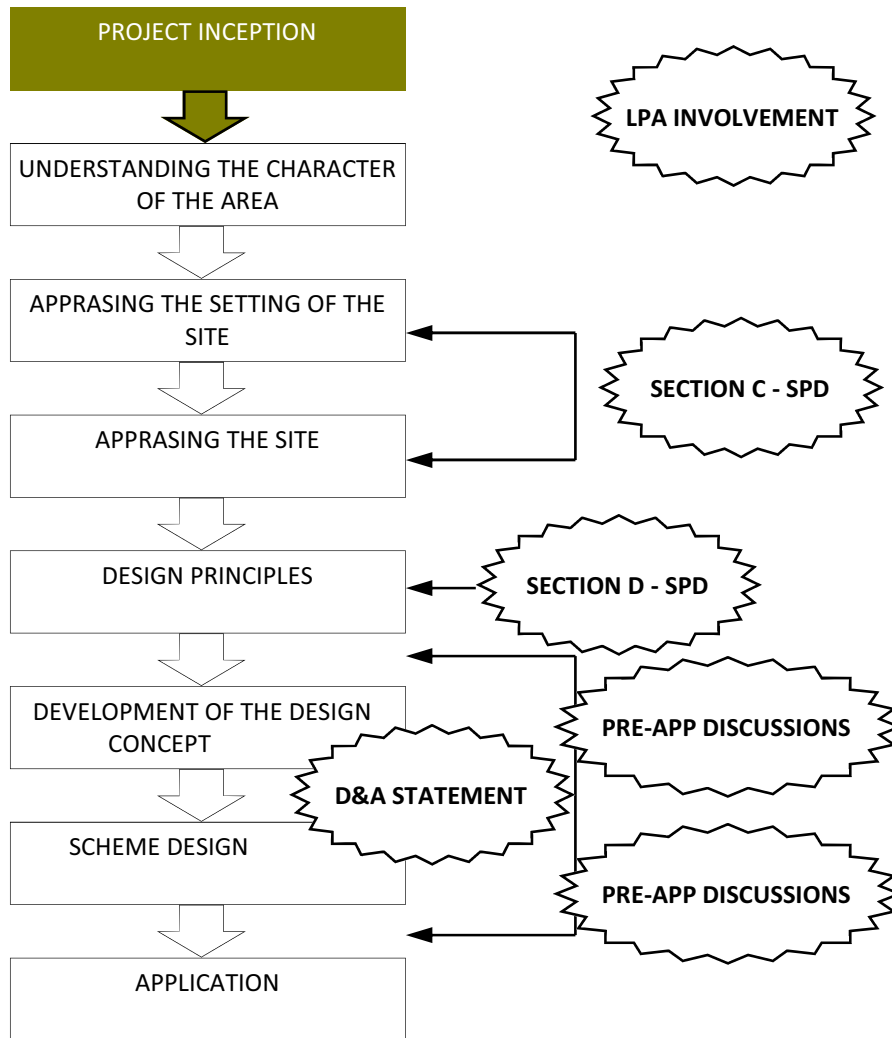 PROJECT INCEPTION
LPA INVOLVEMENT
UNDERSTANDING THE CHARACTER
OF THE AREA
APPRASING THE SETTING OF THE
SITE
SECTION C - SPD
APPRASING THE SITE
DESIGN PRINCIPLES
SECTION D - SPD
DEVELOPMENT OF THE DESIGN
CONCEPT
PRE-APP DISCUSSIONS
D&A STATEMENT
SCHEME DESIGN
PRE-APP DISCUSSIONS
APPLICATION